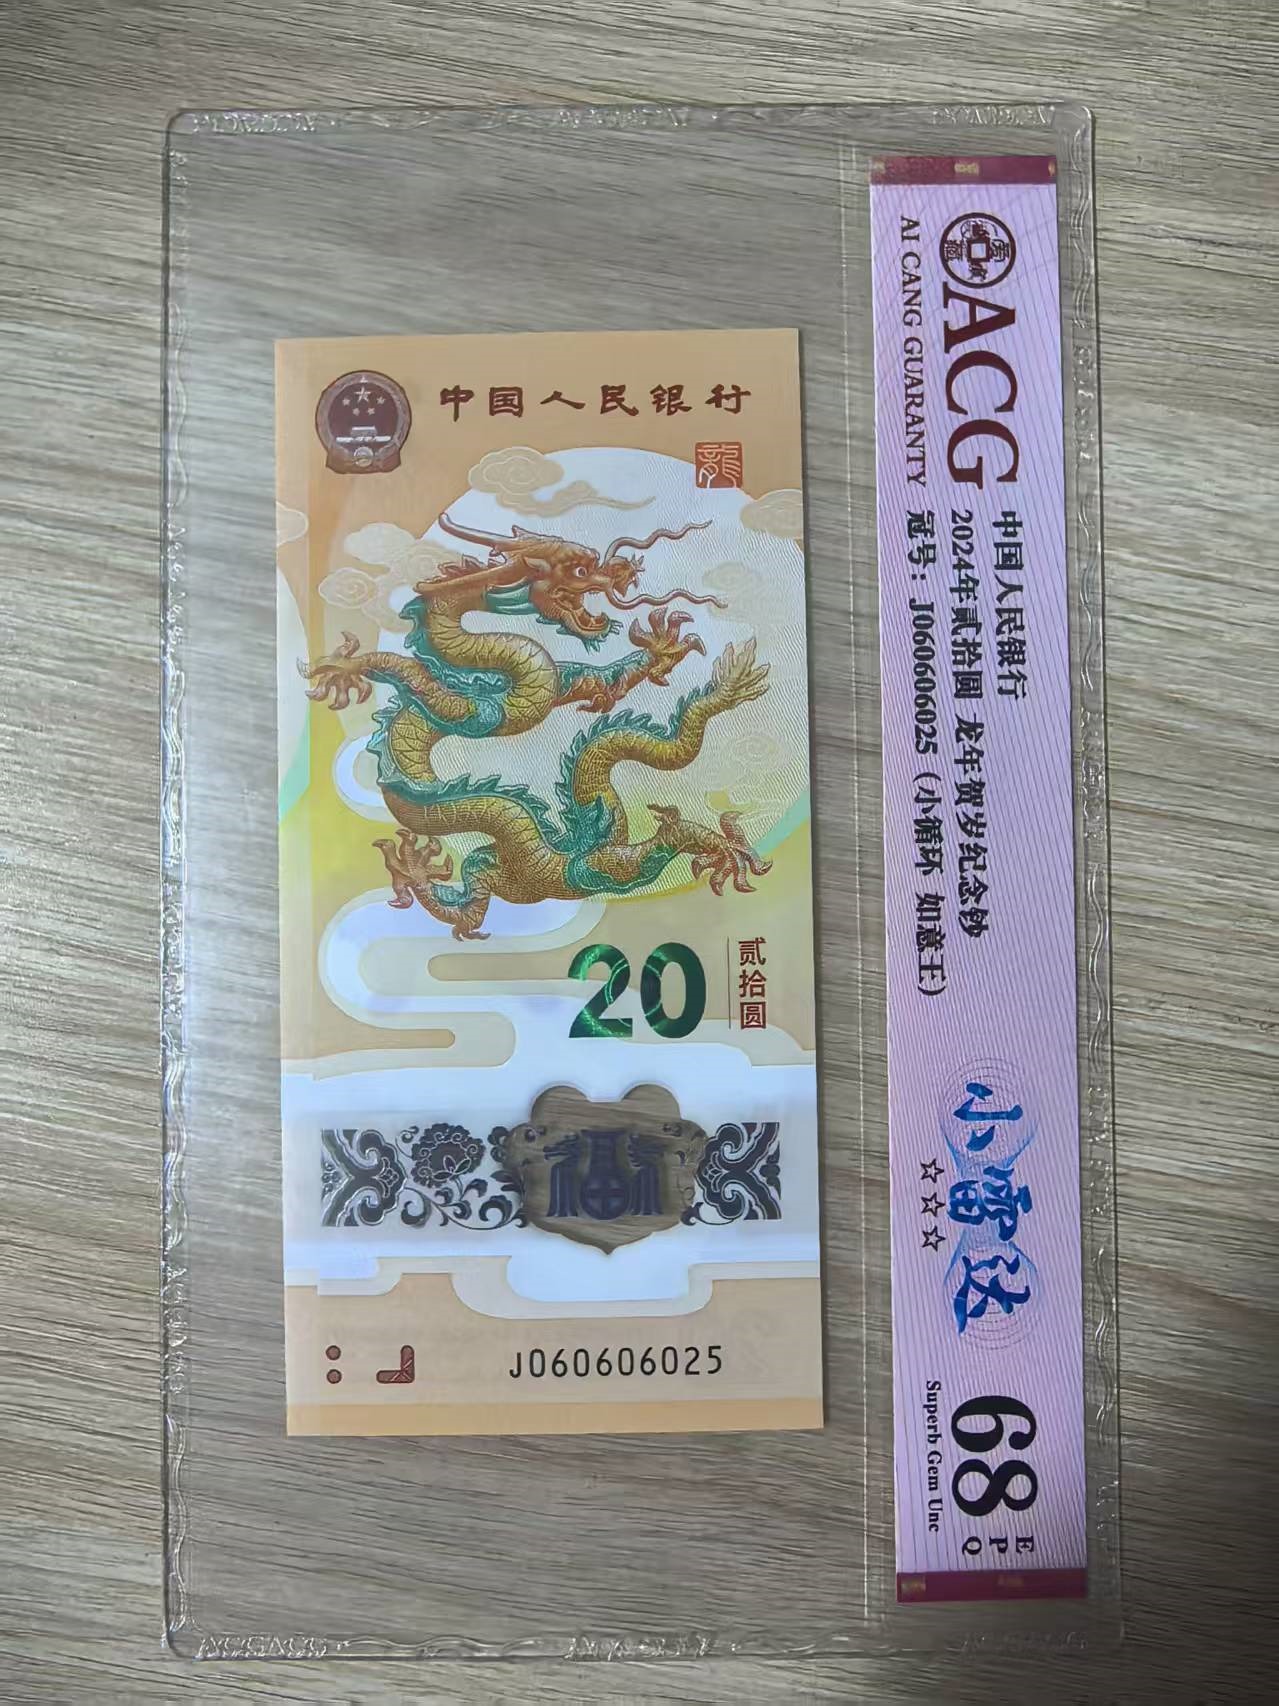 中国人民银行
龍
20
贰拾圆
J060606025
ACG
AI CANG GUARANTY
中国人民银行
2024年贰拾圆 龙年贺岁纪念钞
冠号：J060606025（小循环 如意王）
小雷达
☆☆☆
68
EPQ
Superb Gem Unc